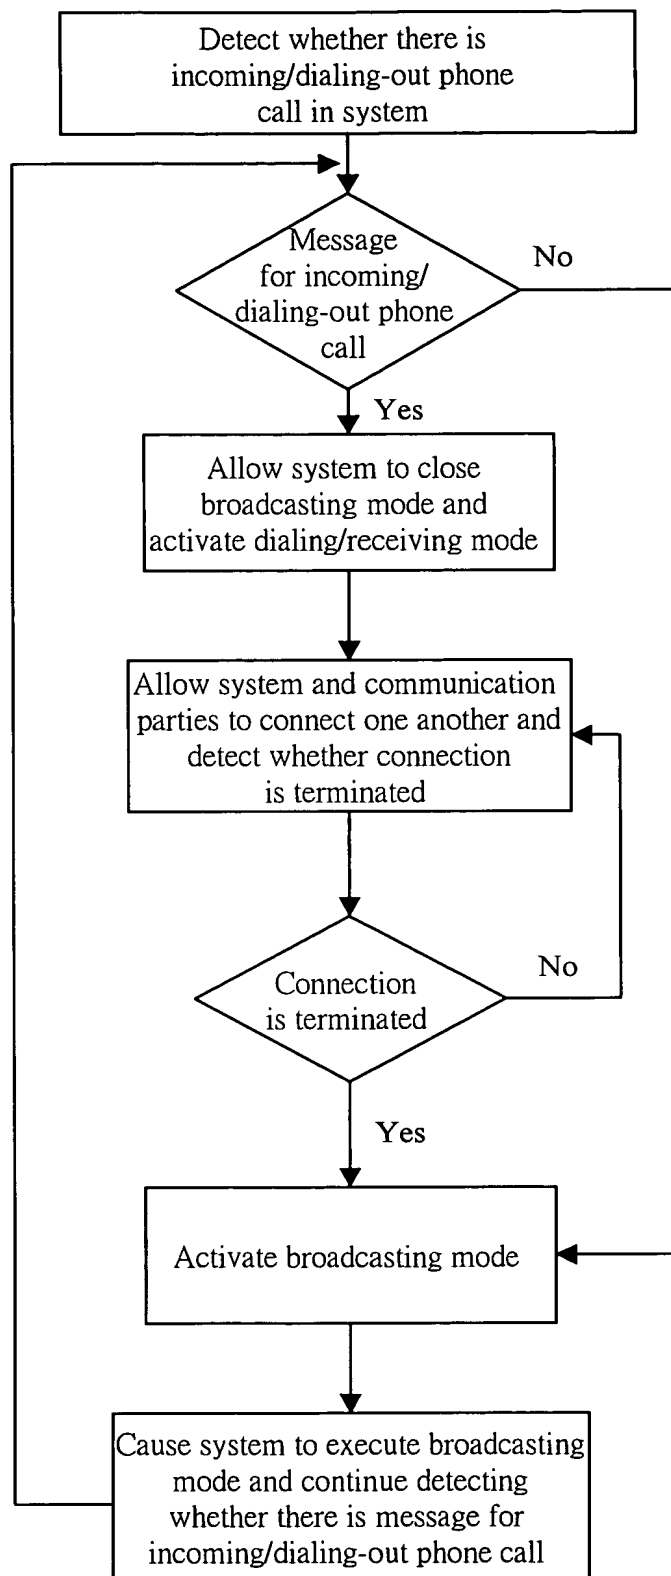 Detect whether there is
incoming/dialing-out phone
call in system
Message
for incoming/
dialing-out phone
call
No
Yes
Allow system to close
broadcasting mode and
activate dialing/receiving mode
Allow system and communication
parties to connect one another and
detect whether connection
is terminated
Connection
is terminated
No
Yes
Activate broadcasting mode
Cause system to execute broadcasting
mode and continue detecting
whether there is message for
incoming/dialing-out phone call